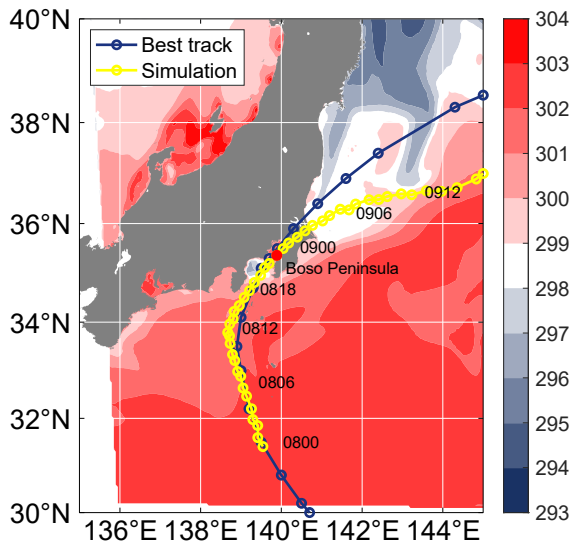 Best track
Simulation
40°N
38°N
36°N
34°N
32°N
30°N
0912
0906
0900
Boso Peninsula
0818
0812
0806
0800
136°E
138°E
140°E
142°E
144°E
304
303
302
301
300
299
298
297
296
295
294
293